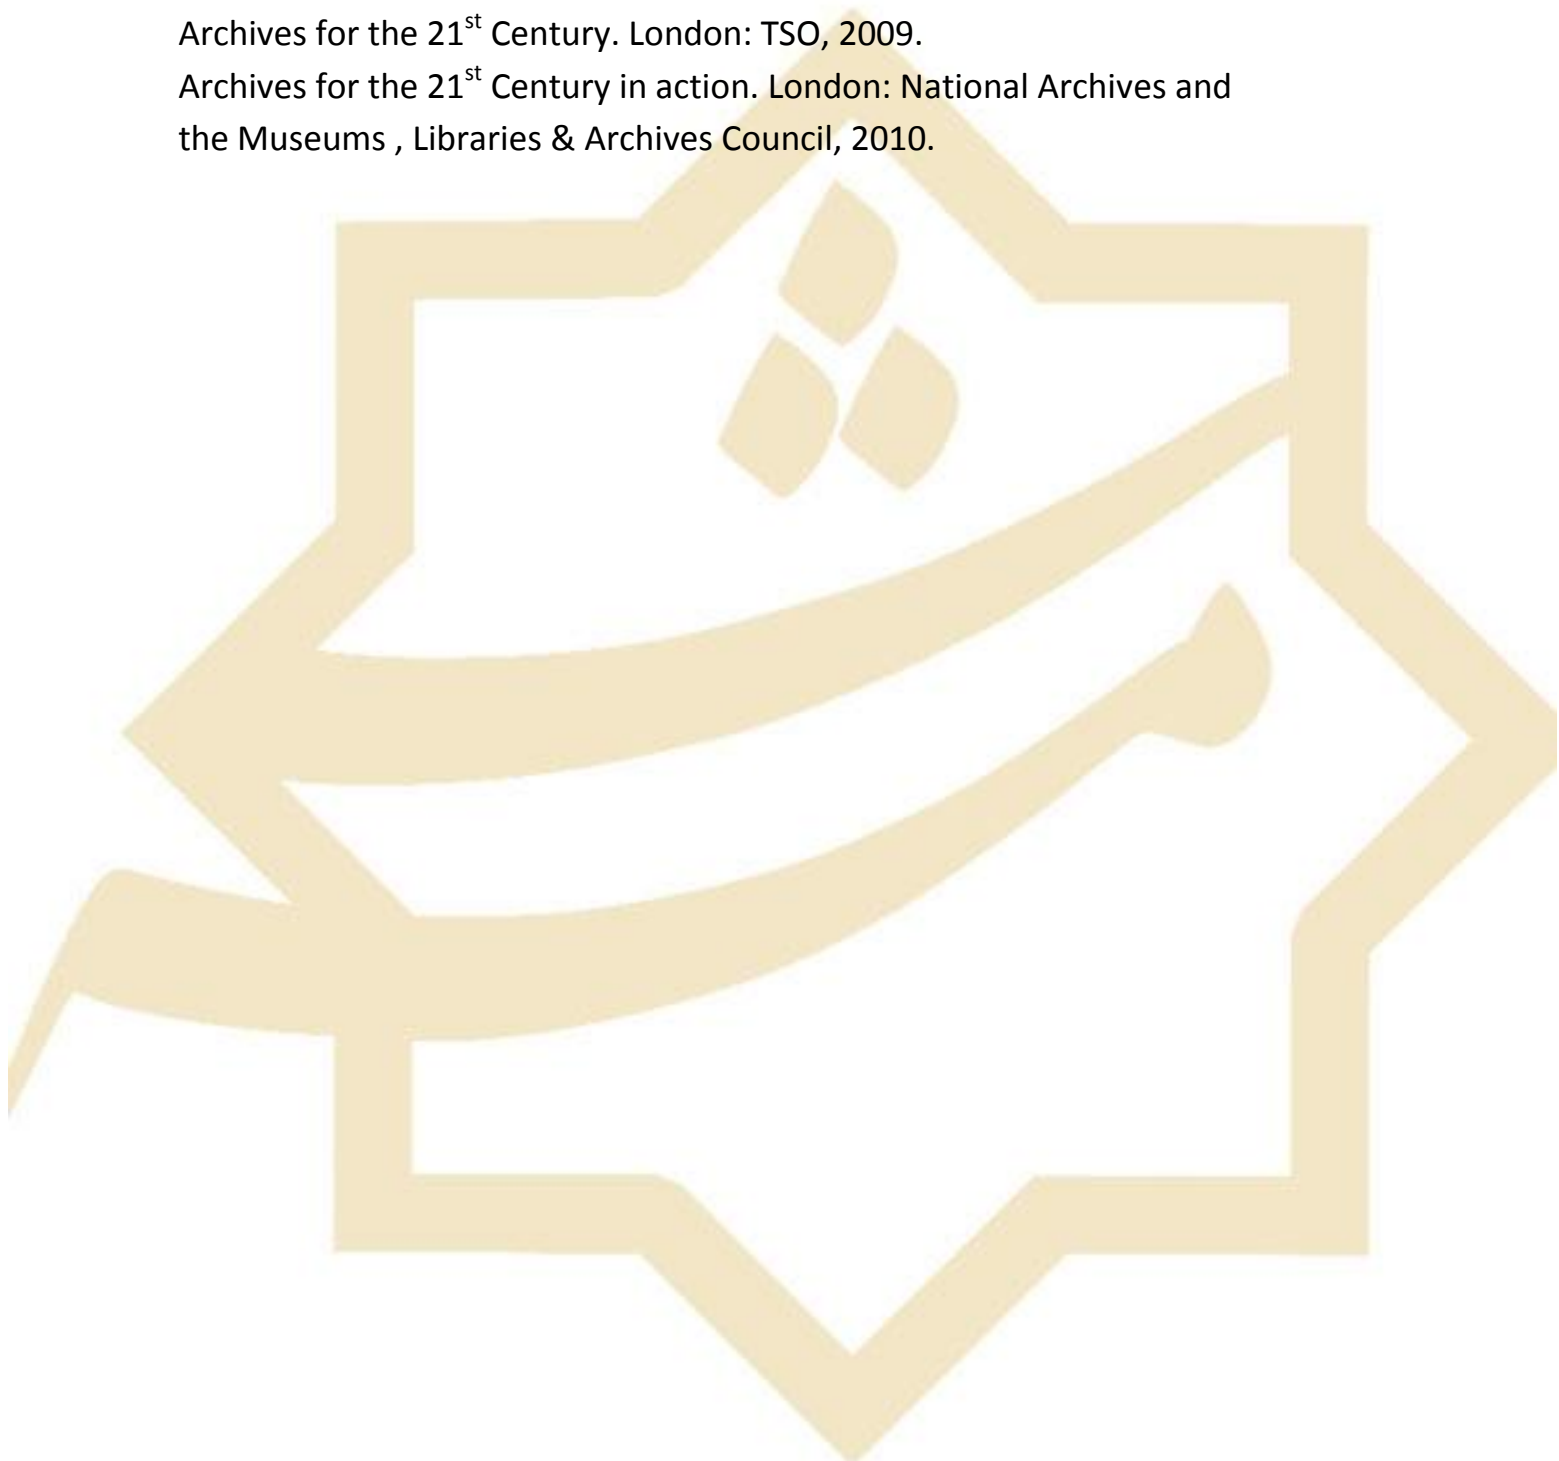 Archives for the 21st Century. London: TSO, 2009.
Archives for the 21st Century in action. London: National Archives and
the Museums , Libraries & Archives Council, 2010.